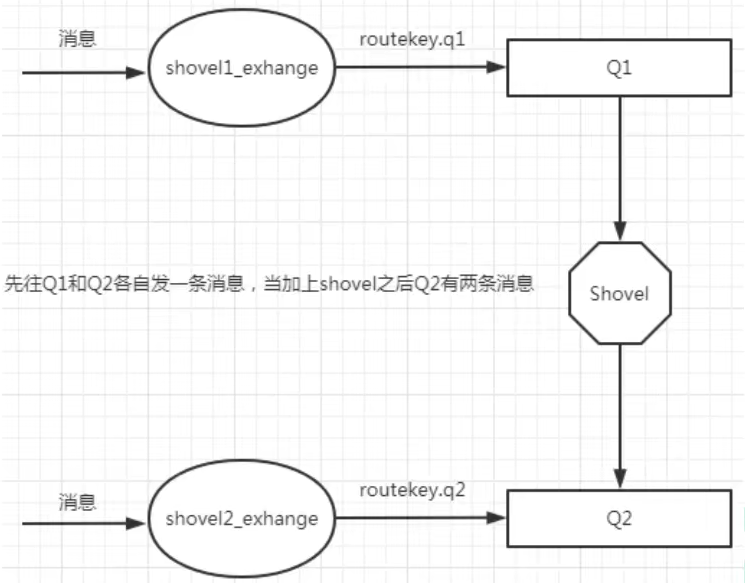 消息
shovel1_exhange
routekey.q1
Q1
先往Q1和Q2各自发一条消息，当加上shovel之后Q2有两条消息
Shovel
消息
shovel2_exhange
routekey.q2
Q2